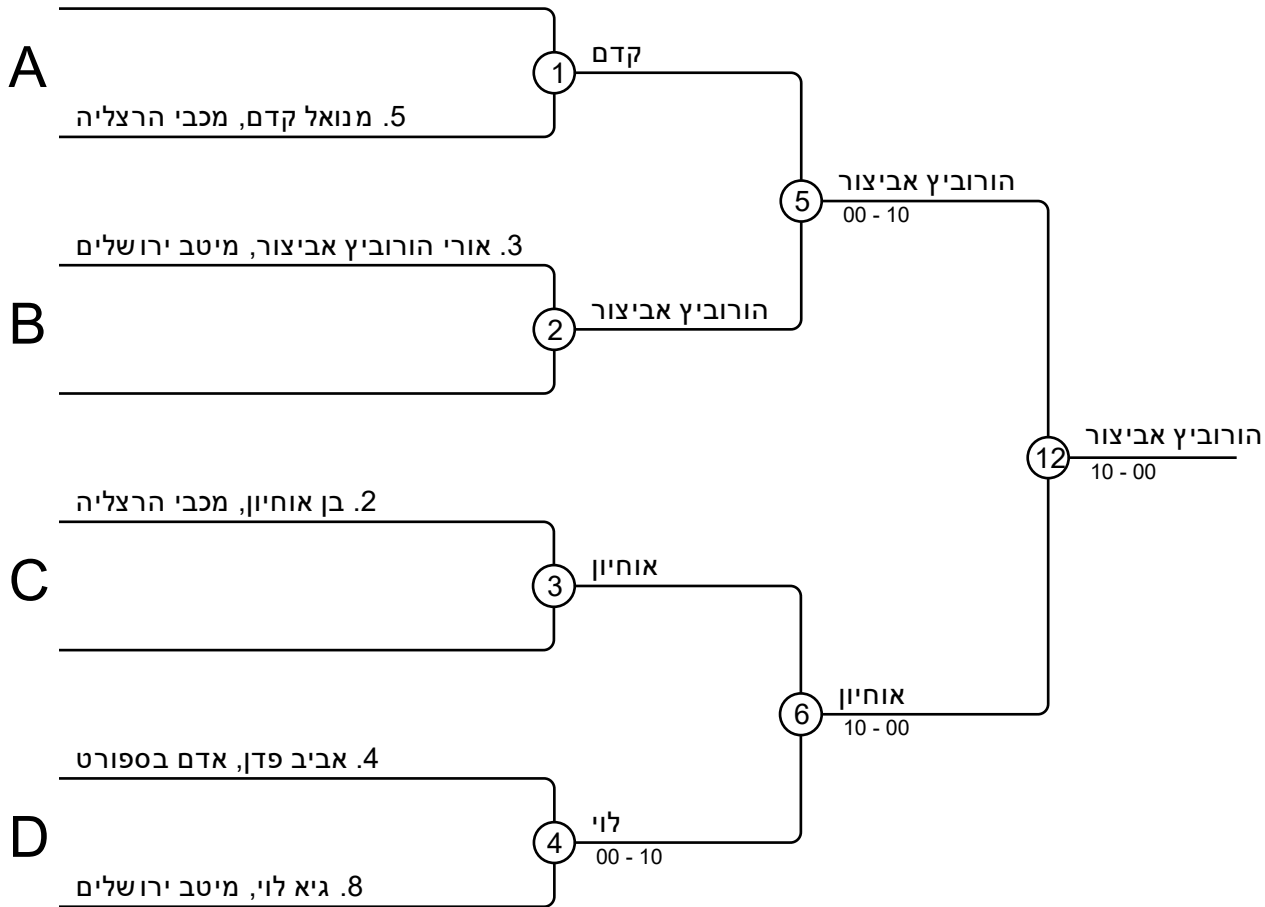 A
5. מנואל קדם, מכבי הרצליה
1
קדם
B
3. אורי הורוביץ אביצור, מיטב ירושלים
2
הורוביץ אביצור
5
הורוביץ אביצור
00 - 10
C
2. בן אוחיון, מכבי הרצליה
3
אוחיון
D
4. אביב פדן, אדם בספורט
8. גיא לוי, מיטב ירושלים
4
לוי
00 - 10
6
אוחיון
10 - 00
12
הורוביץ אביצור
10 - 00